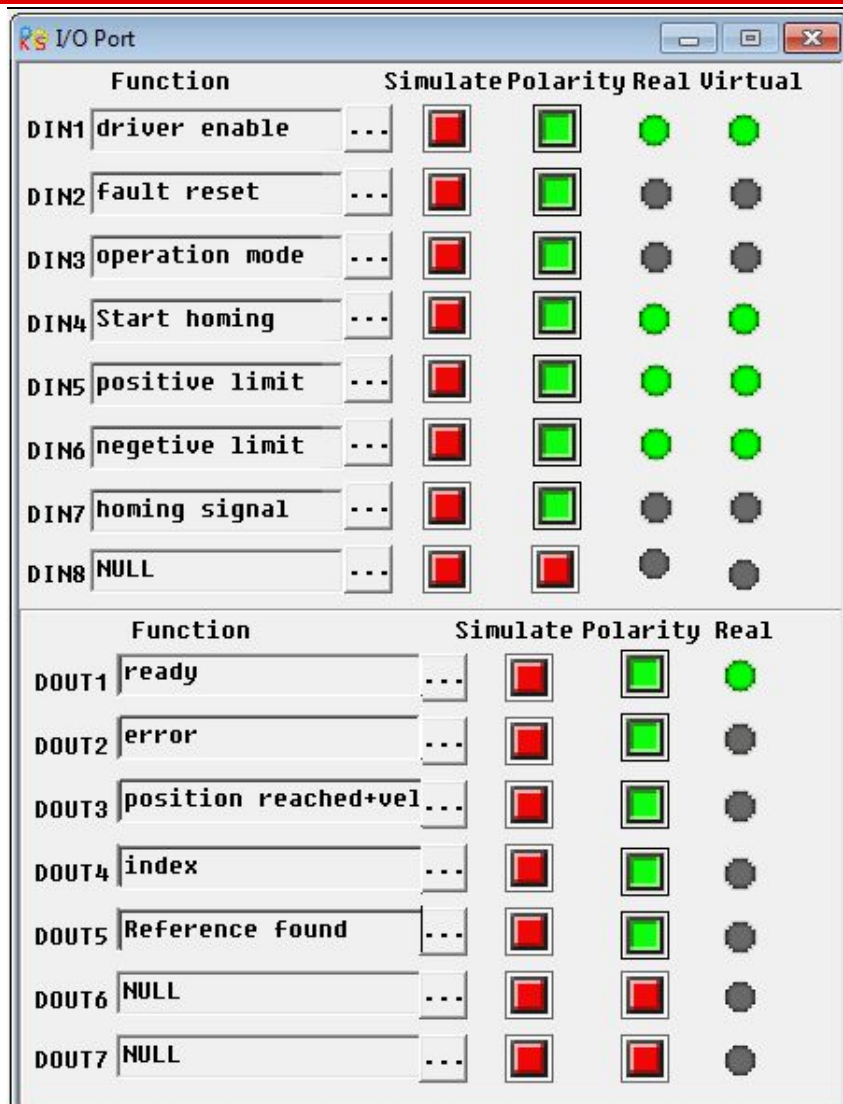 I/O Port
Function Simulate Polarity Real Virtual
DIN1 driver enable ...
DIN2 fault reset ...
DIN3 operation mode ...
DIN4 Start homing ...
DIN5 positive limit ...
DIN6 negetive limit ...
DIN7 homing signal ...
DIN8 NULL ...
Function Simulate Polarity Real
DOUT1 ready ...
DOUT2 error ...
DOUT3 position reached+vel ...
DOUT4 index ...
DOUT5 Reference found ...
DOUT6 NULL ...
DOUT7 NULL ...